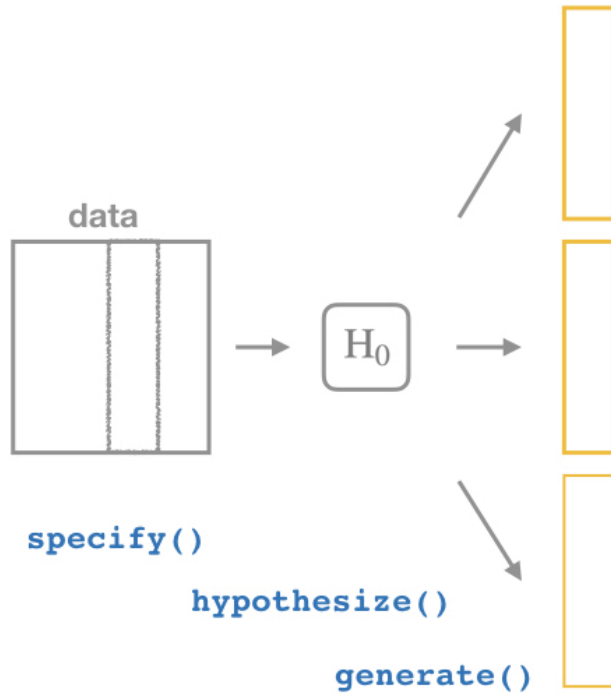 data
H₀
specify()
hypothesize()
generate()